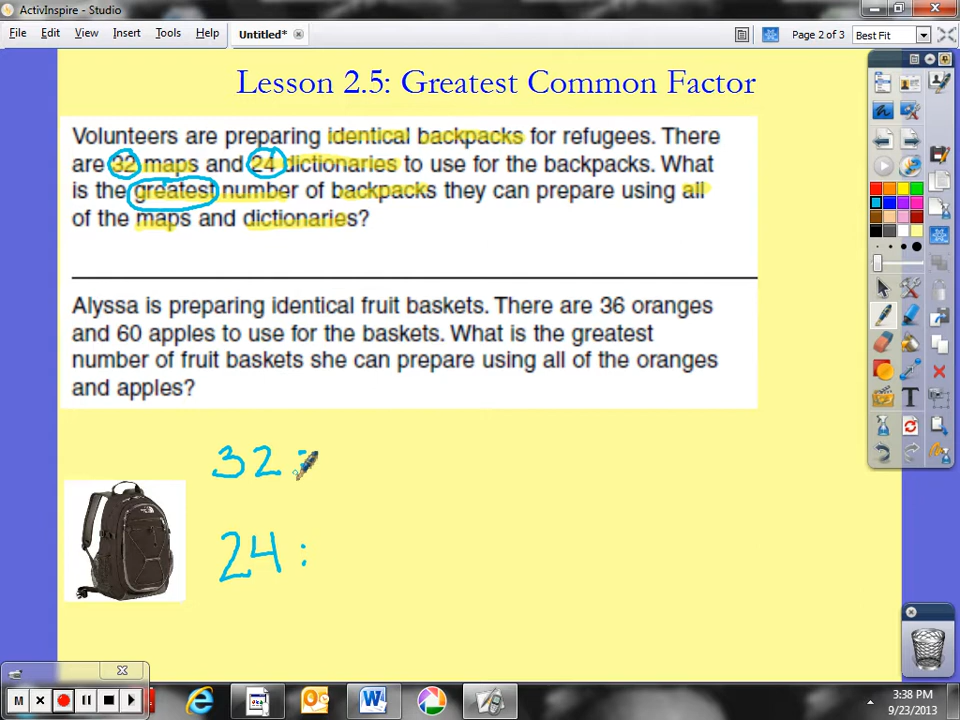 ActivInspire - Studio
File Edit View Insert Tools Help Untitled* Page 2 of 3 Best Fit
Lesson 2.5: Greatest Common Factor
Volunteers are preparing identical backpacks for refugees. There
are 32 maps and 24 dictionaries to use for the backpacks. What
is the greatest number of backpacks they can prepare using all
of the maps and dictionaries?
Alyssa is preparing identical fruit baskets. There are 36 oranges
and 60 apples to use for the baskets. What is the greatest
number of fruit baskets she can prepare using all of the oranges
and apples?
32 :
24 :
M
3:38 PM
9/23/2013